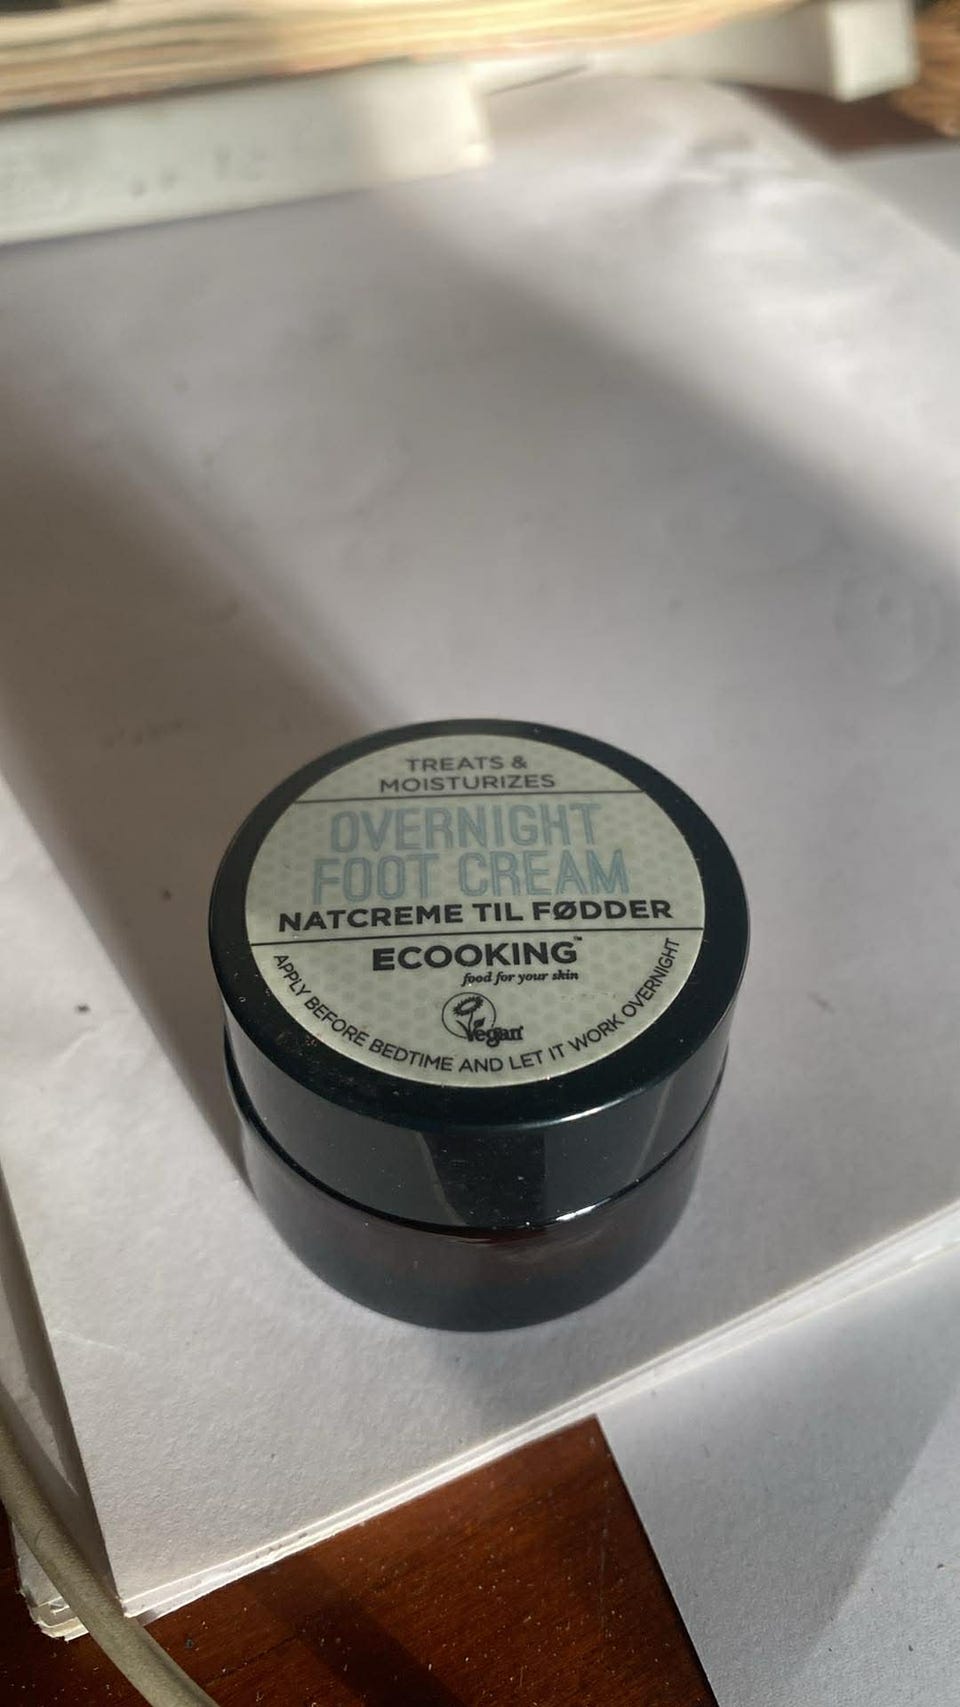 TREATS &
MOISTURIZES
OVERNIGHT
FOOT CREAM
NATCREME TIL FØDDER
ECOOKING™
food for your skin
Vegan
APPLY BEFORE BEDTIME AND LET IT WORK OVERNIGHT